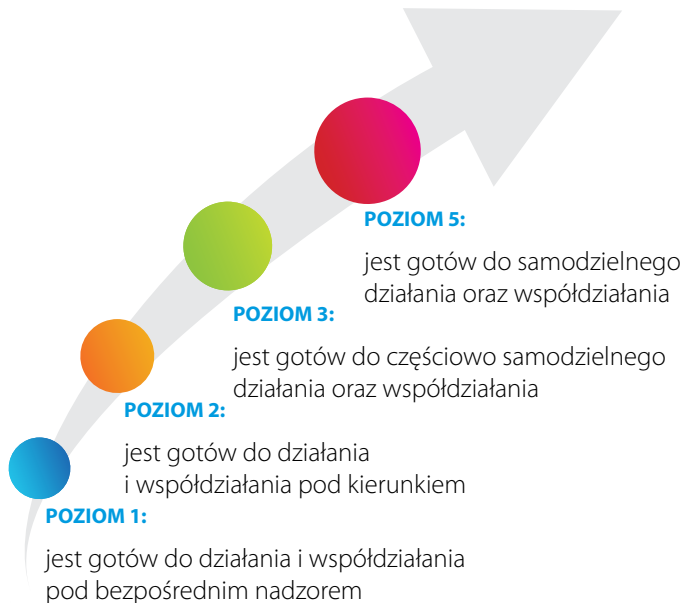 POZIOM 5:
jest gotów do samodzielnego
działania oraz współdziałania
POZIOM 3:
jest gotów do częściowo samodzielnego
działania oraz współdziałania
POZIOM 2:
jest gotów do działania
i współdziałania pod kierunkiem
POZIOM 1:
jest gotów do działania i współdziałania
pod bezpośrednim nadzorem